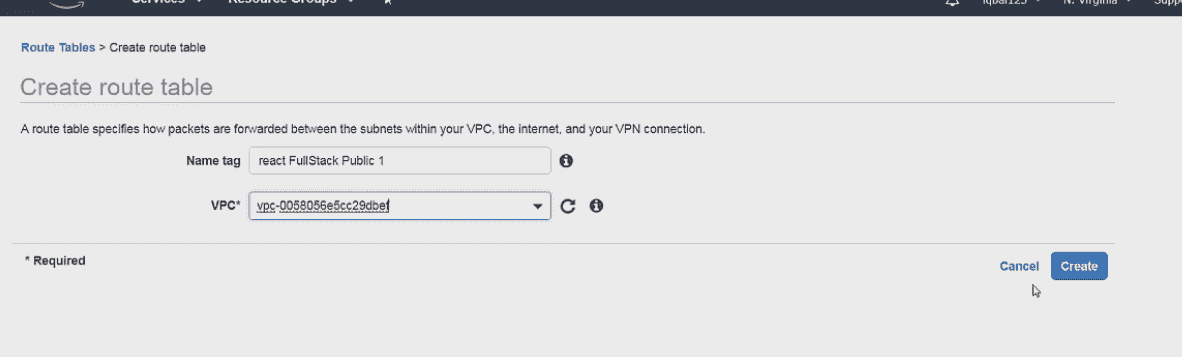 Services Resource Groups iqbal123 N. Virginia Suppo
Route Tables > Create route table
Create route table
A route table specifies how packets are forwarded between the subnets within your VPC, the internet, and your VPN connection.
Name tag react FullStack Public 1
VPC* vpc-0058056e5cc29dbef
* Required
Cancel Create